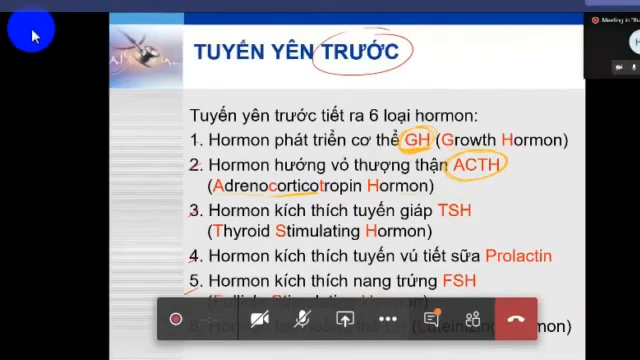 Meeting in "
TUYẾN YÊN TRƯỚC
Tuyến yên trước tiết ra 6 loại hormon:
1. Hormon phát triển cơ thể GH (Growth Hormon)
2. Hormon hướng vỏ thượng thận ACTH
(Adrenocorticotropin Hormon)
3. Hormon kích thích tuyến giáp TSH
(Thyroid Stimulating Hormon)
4. Hormon kích thích tuyến vú tiết sữa Prolactin
5. Hormon kích thích nang trứng FSH